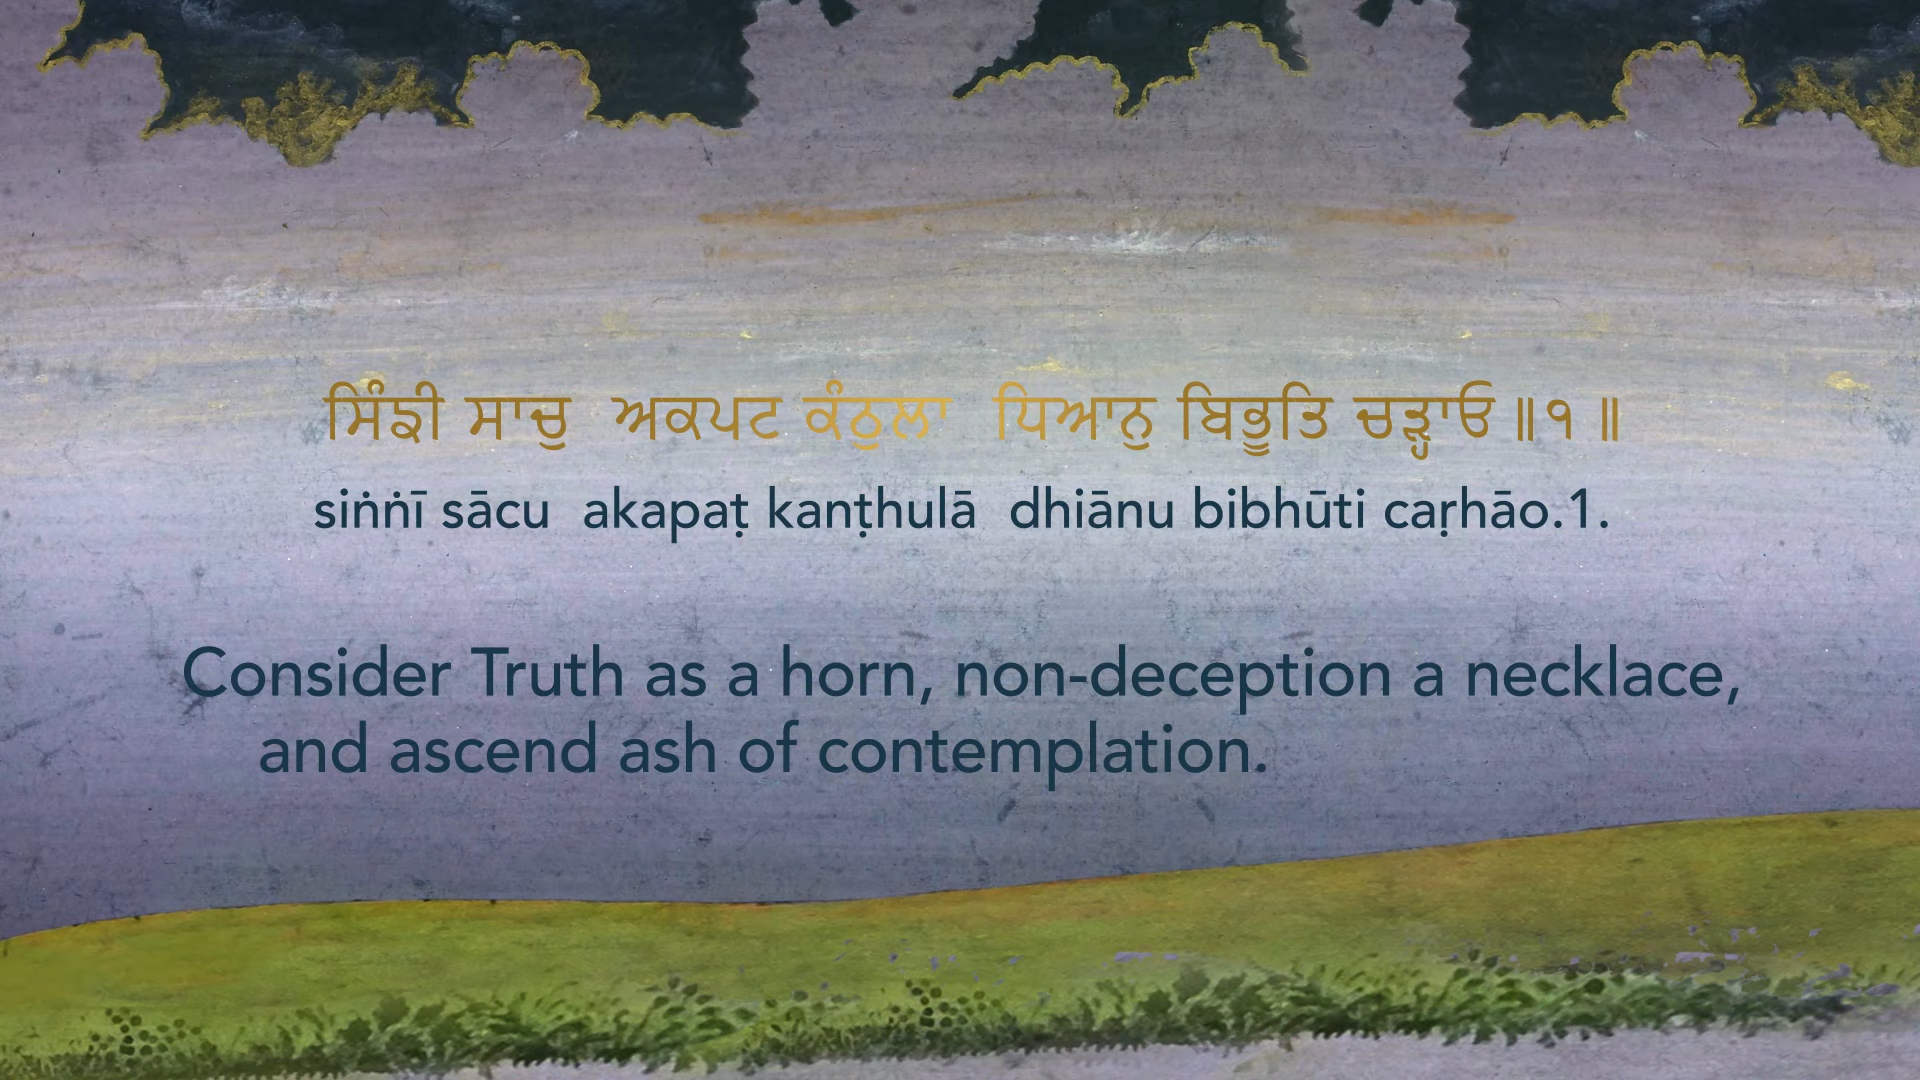 ਸਿੰਙੀ ਸਾਚੁ ਅਕਪਟ ਕੰਠੁਲਾ ਧਿਆਨੁ ਬਿਭੂਤਿ ਚੜ੍ਹਾਓ॥੧॥
siṅṅī sācu akapaṭ kanṭhulā dhiānu bibhūti caṛhāo.1.
Consider Truth as a horn, non-deception a necklace,
and ascend ash of contemplation.